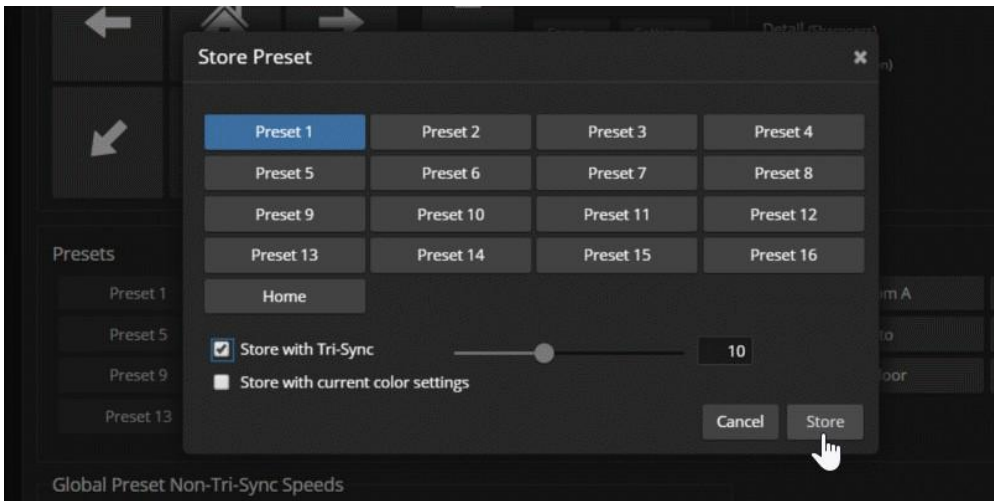 Detail
Store Preset
Preset 1 Preset 2 Preset 3 Preset 4
Preset 5 Preset 6 Preset 7 Preset 8
Preset 9 Preset 10 Preset 11 Preset 12
Presets Preset 13 Preset 14 Preset 15 Preset 16
Preset 1 Home m A
Preset 5 Store with Tri-Sync 10
Preset 9 Store with current color settings oor
Preset 13 Cancel Store
Global Preset Non-Tri-Sync Speeds